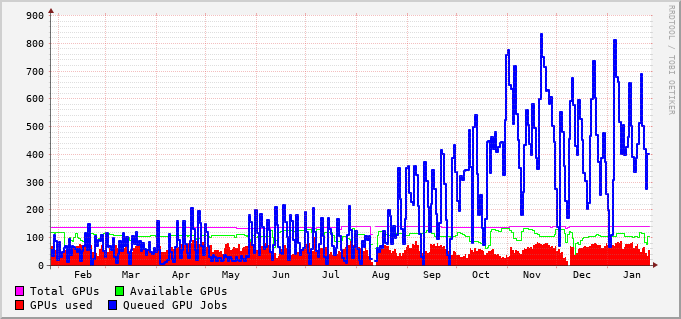 900
800
700
600
500
400
300
200
100
0
Feb Mar Apr May Jun Jul Aug Sep Oct Nov Dec Jan
Total GPUs Available GPUs
GPUs used Queued GPU Jobs
RRDTOOL / TOBI OETIKER